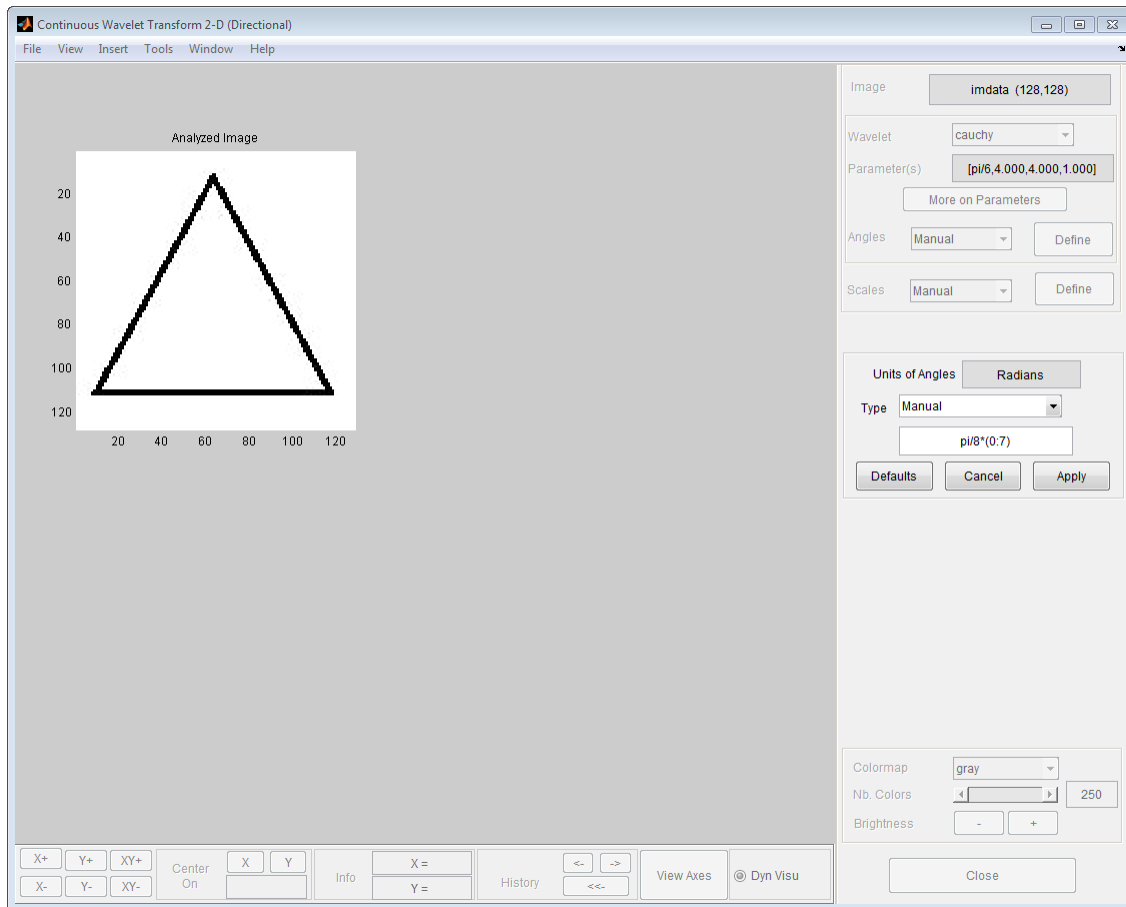 Continuous Wavelet Transform 2-D (Directional)
File View Insert Tools Window Help
Analyzed Image
20
40
60
80
100
120
20 40 60 80 100 120
Image imdata (128,128)
Wavelet cauchy
Parameter(s) [pi/6,4.000,4.000,1.000]
More on Parameters
Angles Manual Define
Scales Manual Define
Units of Angles Radians
Type Manual
pi/8*(0:7)
Defaults Cancel Apply
Colormap gray
Nb. Colors 250
Brightness - +
X+ Y+ XY+
X- Y- XY-
Center
On
X Y
Info
X =
Y =
History
<- ->
<<-
View Axes
Dyn Visu
Close